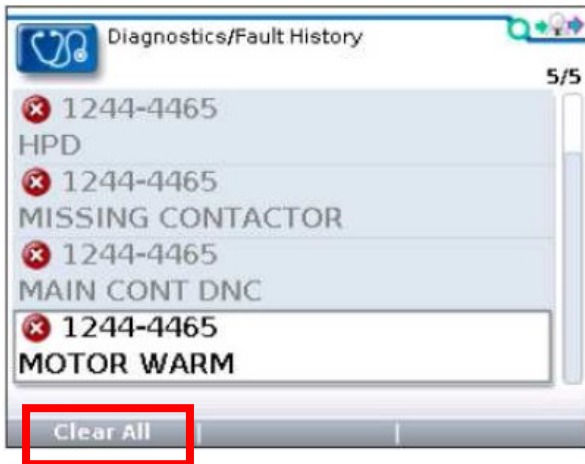 Diagnostics/Fault History
5/5
1244-4465
HPD
1244-4465
MISSING CONTACTOR
1244-4465
MAIN CONT DNC
1244-4465
MOTOR WARM
Clear All